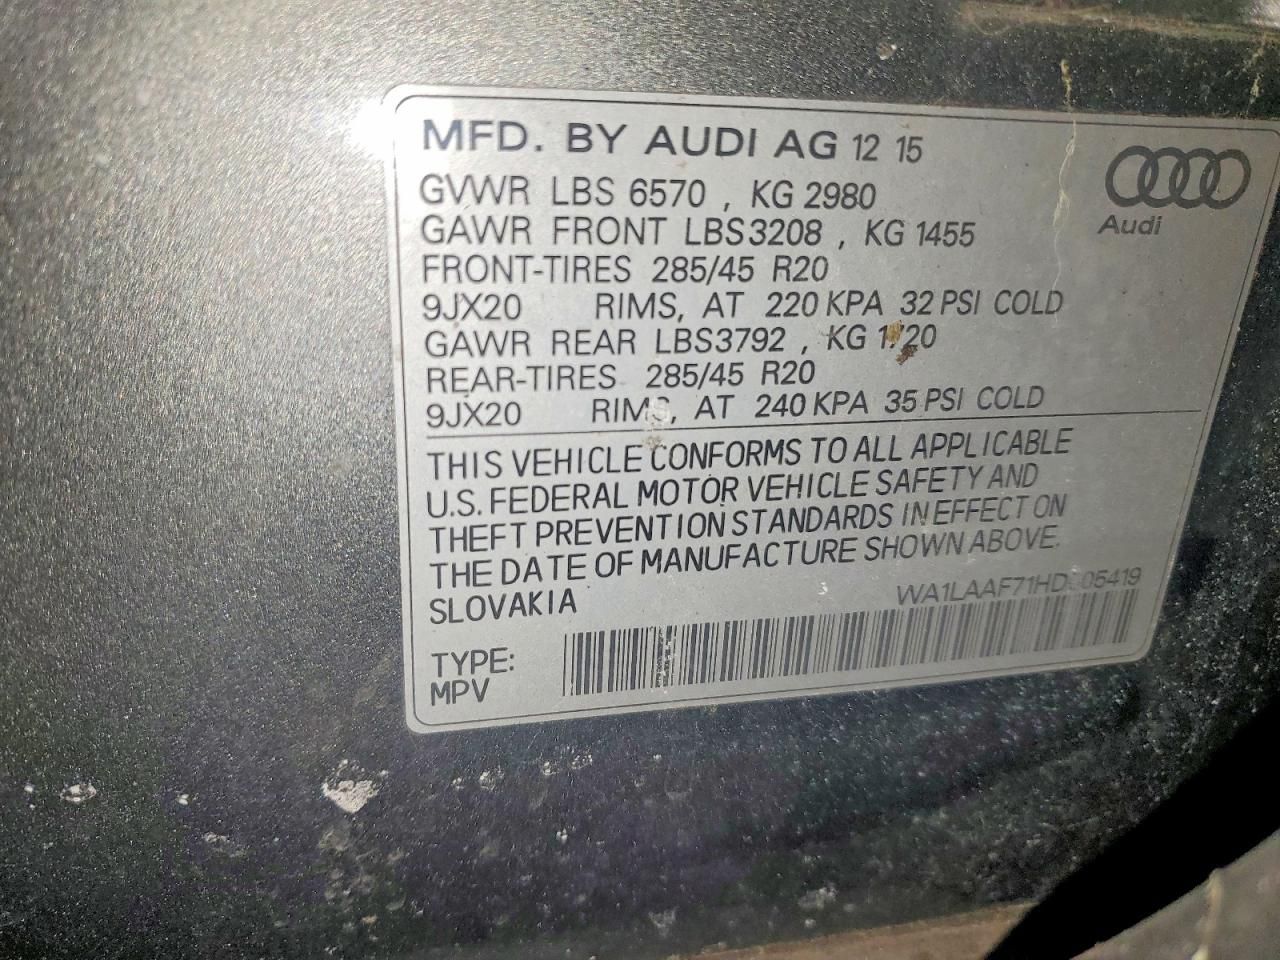 MFD. BY AUDI AG 12 15
GVWR LBS 6570 , KG 2980
GAWR FRONT LBS3208 , KG 1455
FRONT-TIRES 285/45 R20
9JX20 RIMS, AT 220 KPA 32 PSI COLD
GAWR REAR LBS3792 , KG 1720
REAR-TIRES 285/45 R20
9JX20 RIMS, AT 240 KPA 35 PSI COLD
Audi
THIS VEHICLE CONFORMS TO ALL APPLICABLE
U.S. FEDERAL MOTOR VEHICLE SAFETY AND
THEFT PREVENTION STANDARDS IN EFFECT ON
THE DATE OF MANUFACTURE SHOWN ABOVE.
SLOVAKIA
TYPE:
MPV